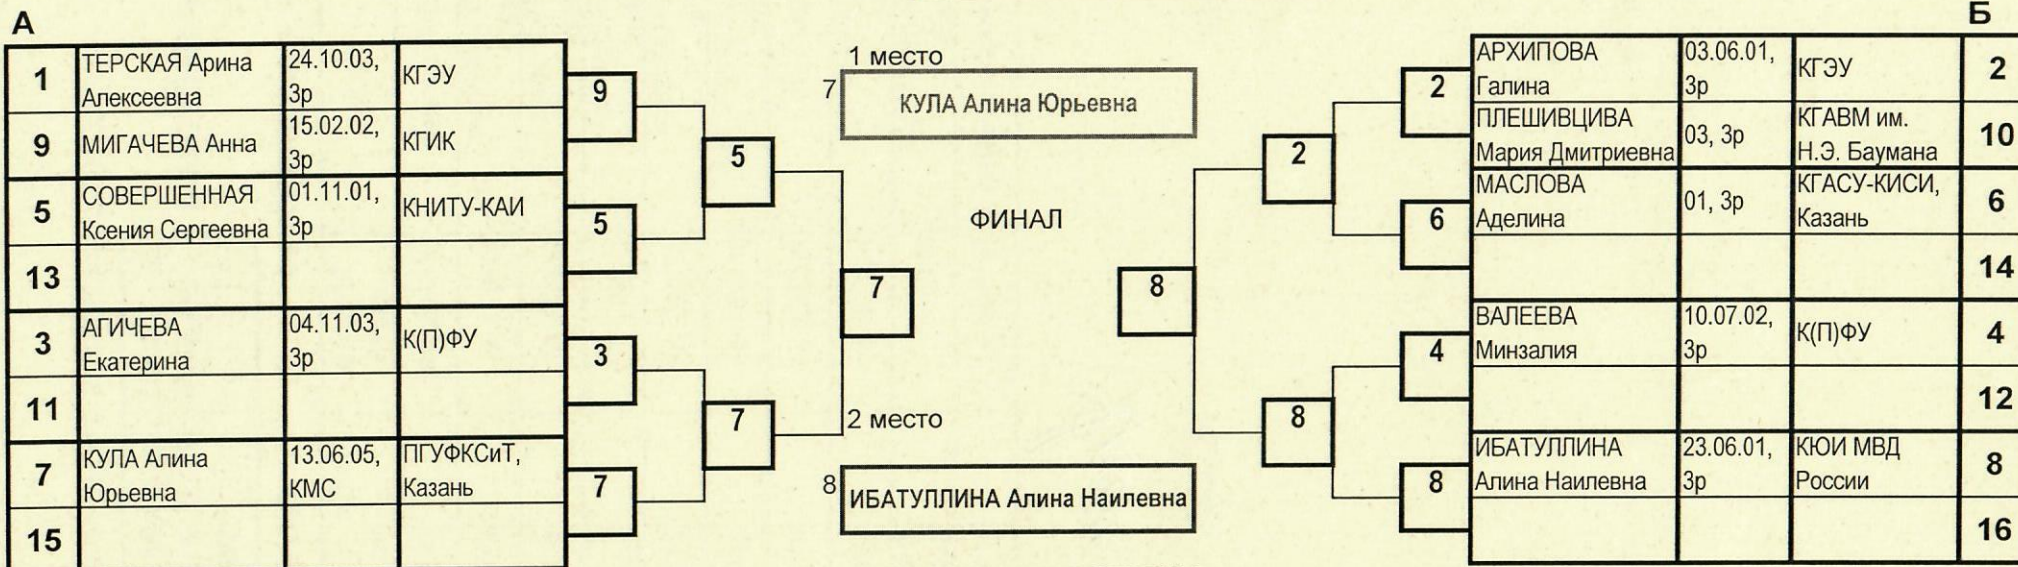 А
Б
1 ТЕРСКАЯ Арина 24.10.03, КГЭУ
Алексеевна 3р
9 МИГАЧЕВА Анна 15.02.02, КГИК
3р
5 СОВЕРШЕННАЯ 01.11.01, КНИТУ-КАИ
Ксения Сергеевна 3р
13
3 АГИЧЕВА 04.11.03, К(П)ФУ
Екатерина 3р
11
7 КУЛА Алина 13.06.05, ПГУФКСиТ,
Юрьевна КМС Казань
15
9
5
3
7
5
7
7
1 место
7 КУЛА Алина Юрьевна
ФИНАЛ
2 место
8 ИБАТУЛЛИНА Алина Наилевна
8
2
8
2
6
4
8
АРХИПОВА 03.06.01, КГЭУ 2
Галина 3р
ПЛЕШИВЦИВА 03, 3р КГАВМ им. 10
Мария Дмитриевна Н.Э. Баумана
МАСЛОВА 01, 3р КГАСУ-КИСИ, 6
Аделина Казань
14
ВАЛЕЕВА 10.07.02, К(П)ФУ 4
Минзалия 3р
12
ИБАТУЛЛИНА 23.06.01, КЮИ МВД 8
Алина Наилевна 3р России
16